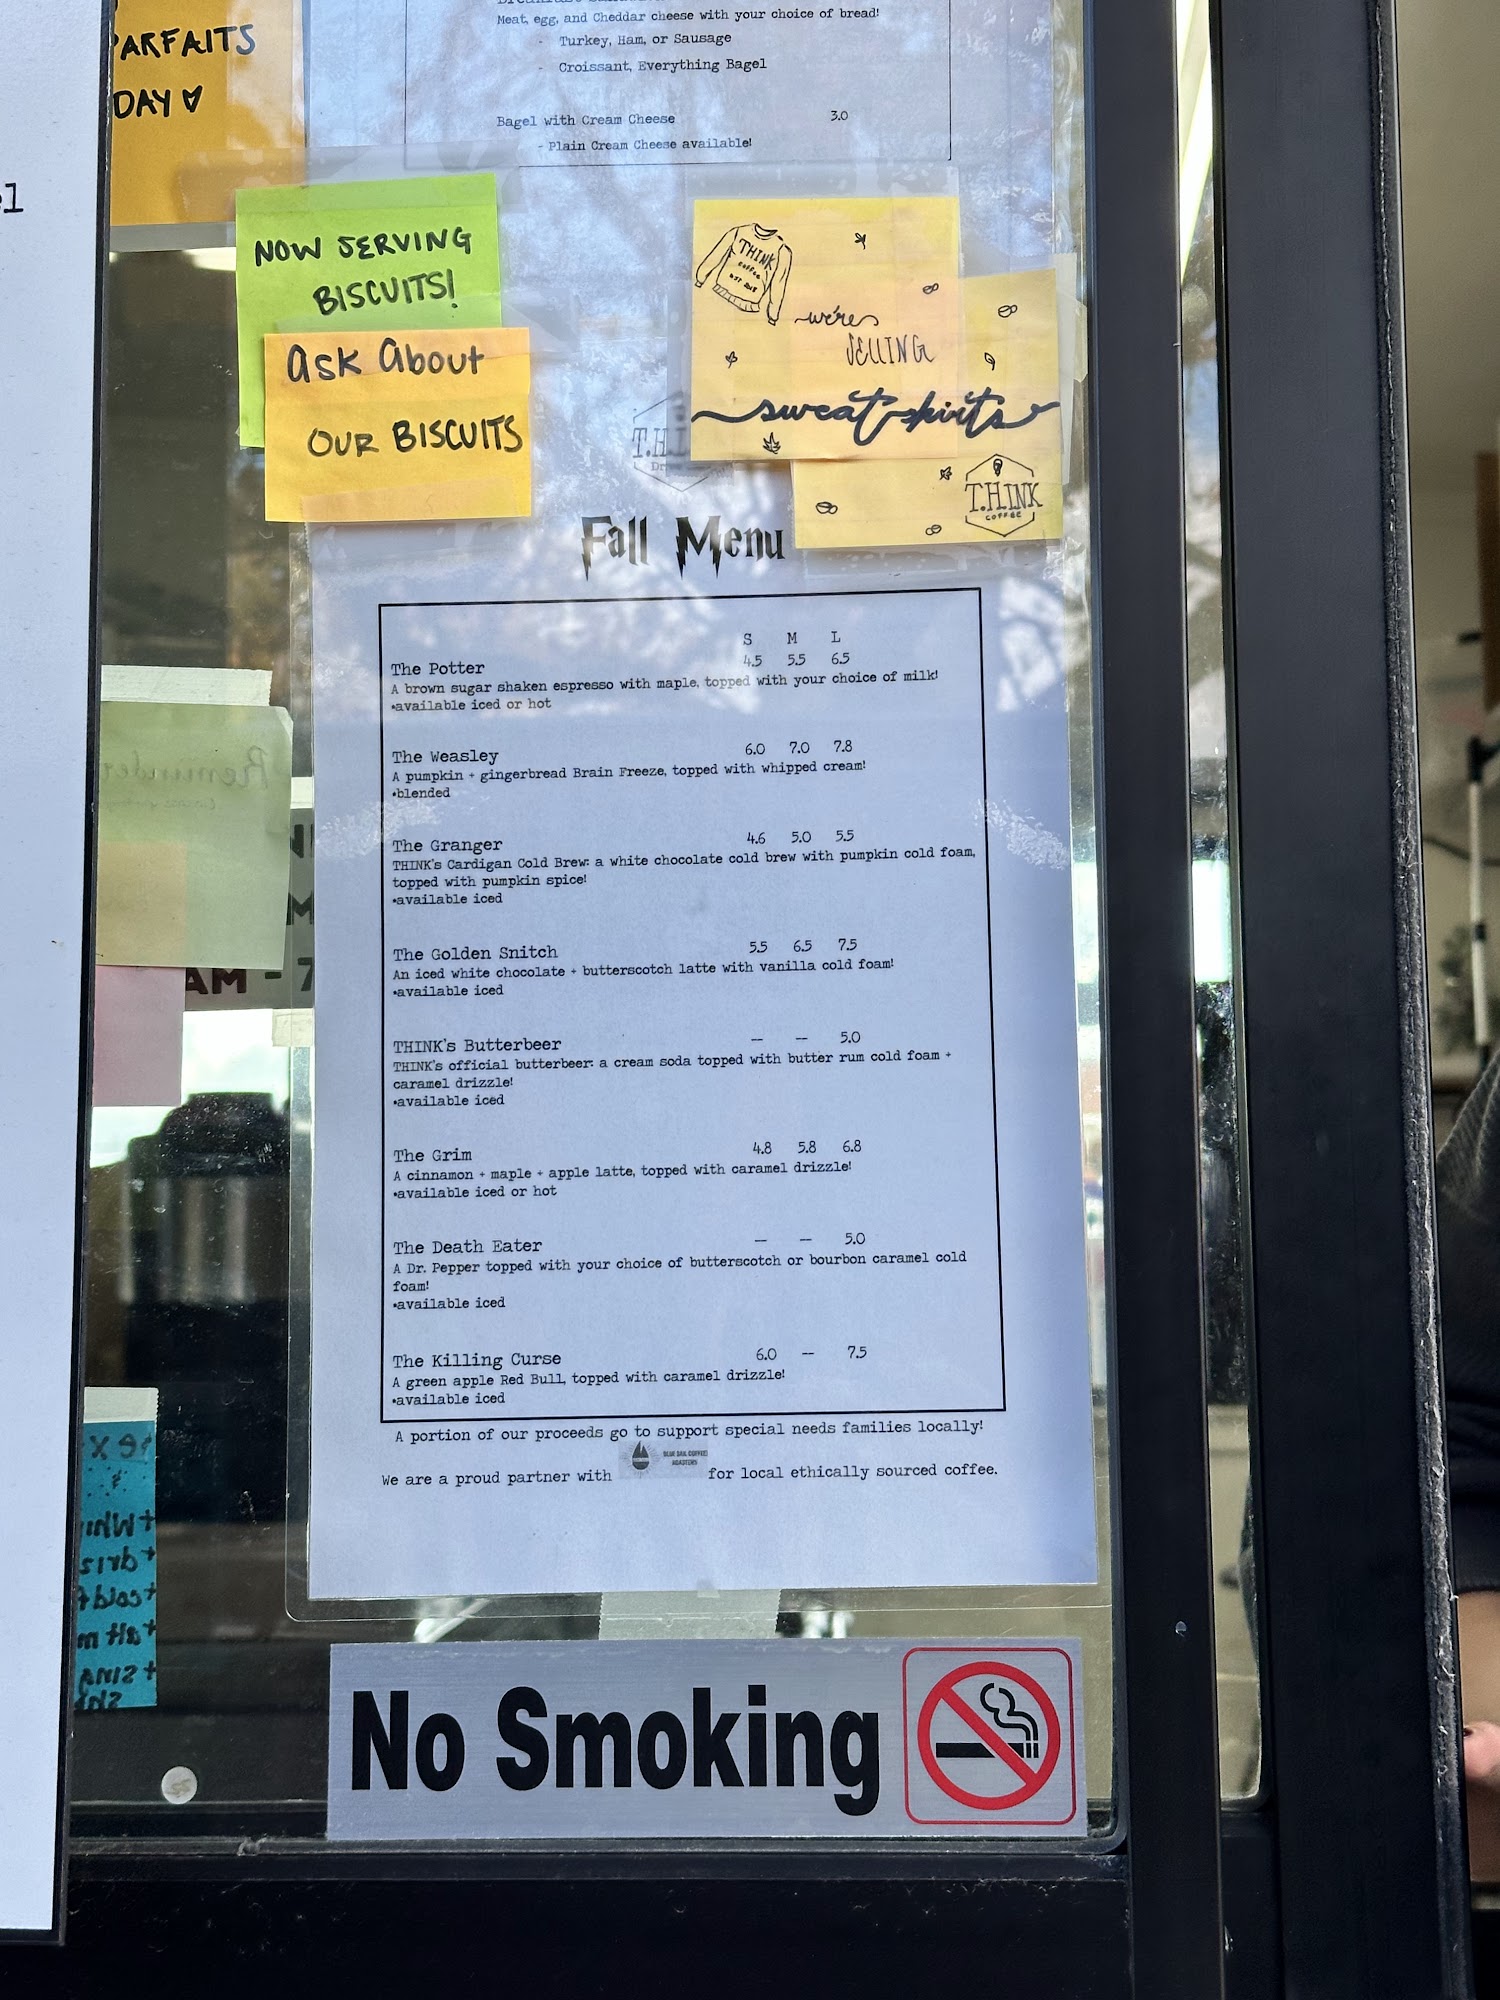 ARFAITS
DAY
Meat, egg, and Cheddar cheese with your choice of bread!
- Turkey, Ham, or Sausage
- Croissant, Everything Bagel
Bagel with Cream Cheese 3.0
- Plain Cream Cheese available!
NOW SERVING
BISCUITS!
Ask About
OUR BISCUITS
THINK
COFFEE
we're
SELLING
sweatshirts
T.H.INK
COFFEE
Fall Menu
S M L
The Potter 4.5 5.5 6.5
A brown sugar shaken espresso with maple, topped with your choice of milk!
•available iced or hot
The Weasley 6.0 7.0 7.8
A pumpkin + gingerbread Brain Freeze, topped with whipped cream!
•blended
The Granger 4.6 5.0 5.5
THINK's Cardigan Cold Brew: a white chocolate cold brew with pumpkin cold foam,
topped with pumpkin spice!
•available iced
The Golden Snitch 5.5 6.5 7.5
An iced white chocolate + butterscotch latte with vanilla cold foam!
•available iced
THINK's Butterbeer -- -- 5.0
THINK's official butterbeer: a cream soda topped with butter rum cold foam +
caramel drizzle!
•available iced
The Grim 4.8 5.8 6.8
A cinnamon + maple + apple latte, topped with caramel drizzle!
•available iced or hot
The Death Eater -- -- 5.0
A Dr. Pepper topped with your choice of butterscotch or bourbon caramel cold
foam!
•available iced
The Killing Curse 6.0 -- 7.5
A green apple Red Bull, topped with caramel drizzle!
•available iced
A portion of our proceeds go to support special needs families locally!
BLUE SAIL COFFEE
ROASTERS
We are a proud partner with for local ethically sourced coffee.
Reminder
AM - 7
No Smoking